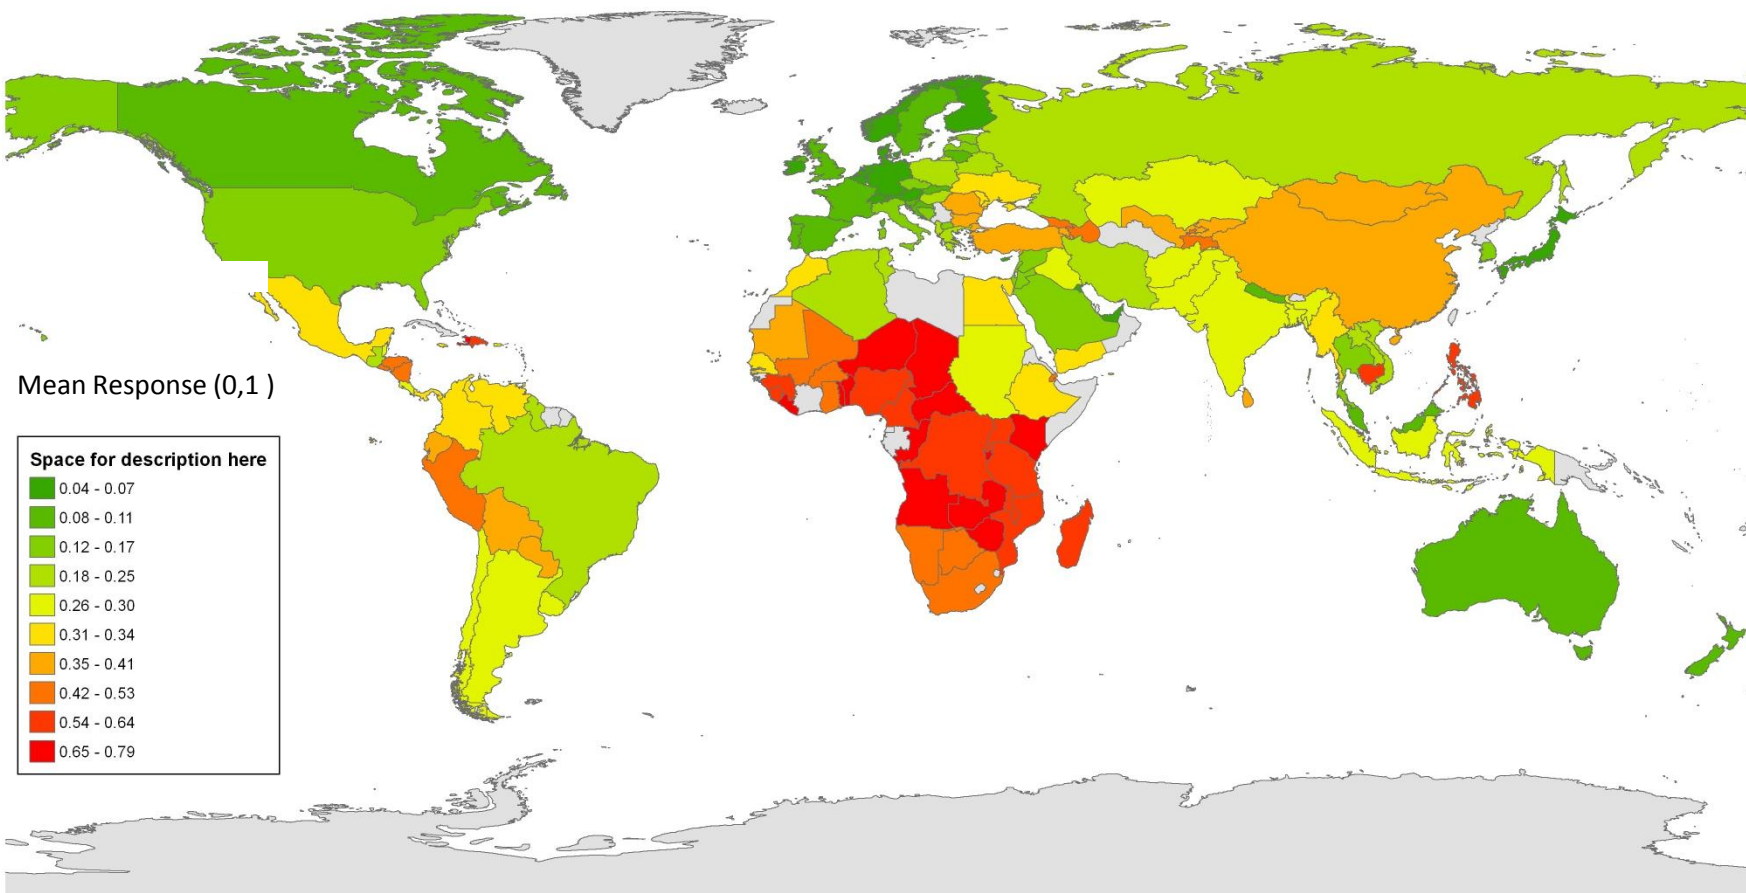 Mean Response (0,1 )
Space for description here
0.04 - 0.07
0.08 - 0.11
0.12 - 0.17
0.18 - 0.25
0.26 - 0.30
0.31 - 0.34
0.35 - 0.41
0.42 - 0.53
0.54 - 0.64
0.65 - 0.79